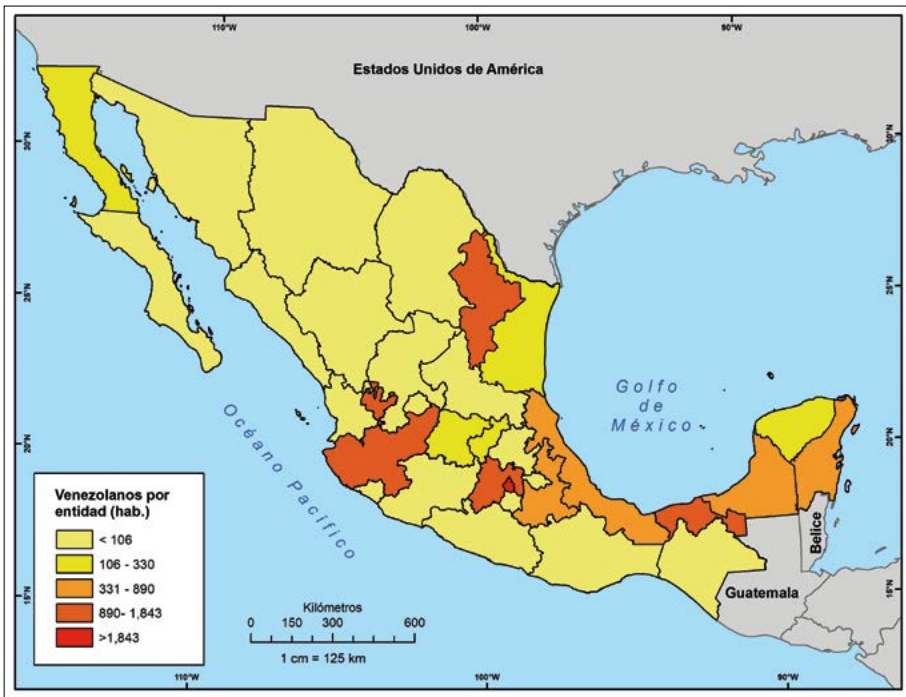 110°W
100°W
90°W
Estados Unidos de América
30°N
30°N
25°N
25°N
Golfo
de
México
20°N
20°N
Océano Pacífico
Venezolanos por
entidad (hab.)
< 106
106 - 330
331 - 890
890- 1,843
>1,843
Belice
Guatemala
15°N
15°N
Kilómetros
0 150 300 600
1 cm = 125 km
110°W
100°W
90°W